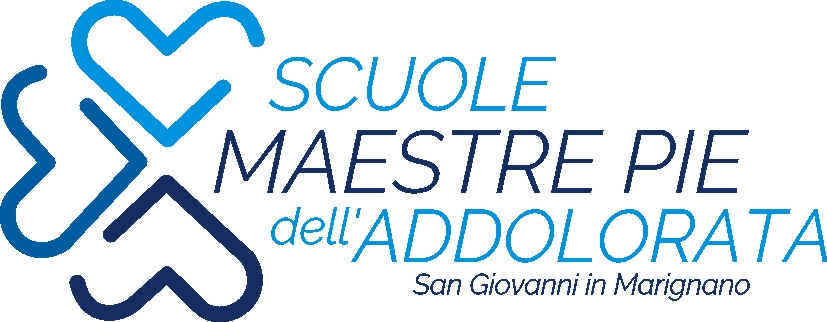 SCUOLE
MAESTRE PIE
dell'ADDOLORATA
San Giovanni in Marignano